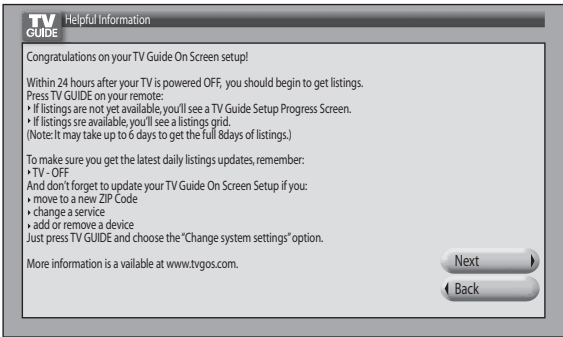 TV
GUIDE
Helpful Information
Congratulations on your TV Guide On Screen setup!
Within 24 hours after your TV is powered OFF, you should begin to get listings.
Press TV GUIDE on your remote:
‣ If listings are not yet available, you'll see a TV Guide Setup Progress Screen.
‣ If listings sre available, you'll see a listings grid.
(Note: It may take up to 6 days to get the full 8days of listings.)
To make sure you get the latest daily listings updates, remember:
‣ TV - OFF
And don't forget to update your TV Guide On Screen Setup if you:
‣ move to a new ZIP Code
‣ change a service
‣ add or remove a device
Just press TV GUIDE and choose the "Change system settings" option.
More information is a vailable at www.tvgos.com.
Next
Back